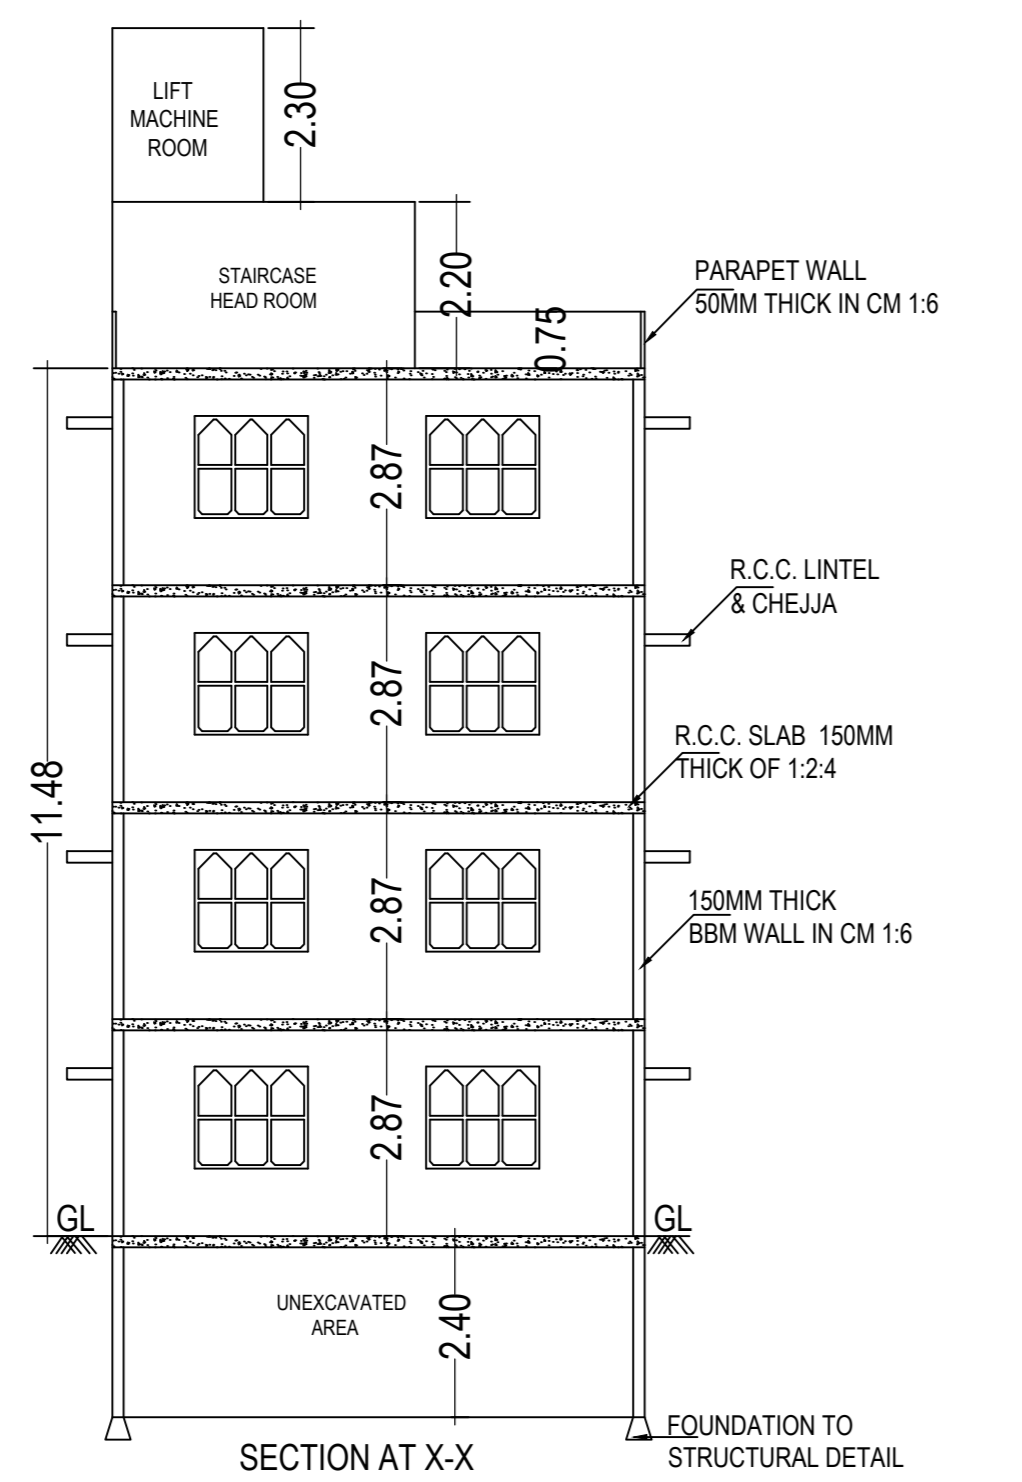 LIFT
MACHINE
ROOM
2.30
STAIRCASE
HEAD ROOM
2.20
0.75
PARAPET WALL
50MM THICK IN CM 1:6
2.87
R.C.C. LINTEL
& CHEJJA
2.87
R.C.C. SLAB 150MM
THICK OF 1:2:4
11.48
2.87
150MM THICK
BBM WALL IN CM 1:6
2.87
GL
GL
UNEXCAVATED
AREA
2.40
FOUNDATION TO
STRUCTURAL DETAIL
SECTION AT X-X